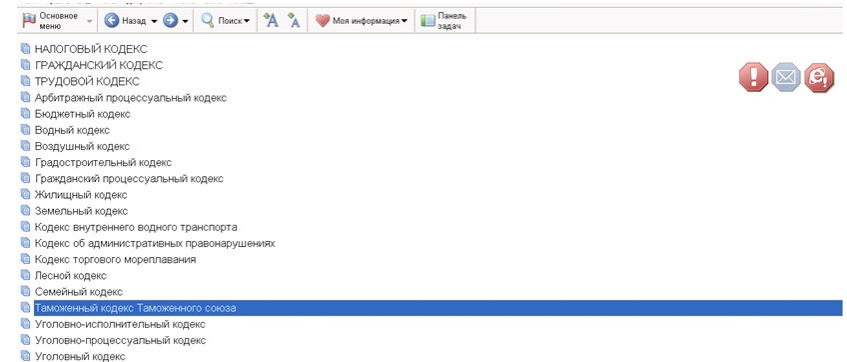 Основное меню
Назад
Поиск
Моя информация
Панель задач
НАЛОГОВЫЙ КОДЕКС
ГРАЖДАНСКИЙ КОДЕКС
ТРУДОВОЙ КОДЕКС
Арбитражный процессуальный кодекс
Бюджетный кодекс
Водный кодекс
Воздушный кодекс
Градостроительный кодекс
Гражданский процессуальный кодекс
Жилищный кодекс
Земельный кодекс
Кодекс внутреннего водного транспорта
Кодекс об административных правонарушениях
Кодекс торгового мореплавания
Лесной кодекс
Семейный кодекс
Таможенный кодекс Таможенного союза
Уголовно-исполнительный кодекс
Уголовно-процессуальный кодекс
Уголовный кодекс